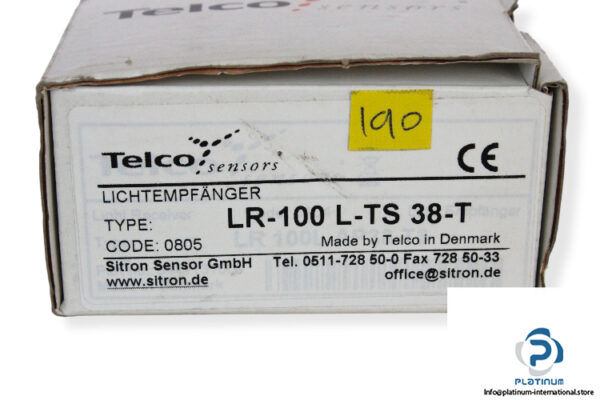 Telco
sensors
190
Telco sensors
CE
LICHTEMPFÄNGER
TYPE: LR-100 L-TS 38-T
CODE: 0805 Made by Telco in Denmark
Sitron Sensor GmbH Tel. 0511-728 50-0 Fax 728 50-33
www.sitron.de office@sitron.de
PLATINUM
Info@platinum-international.store